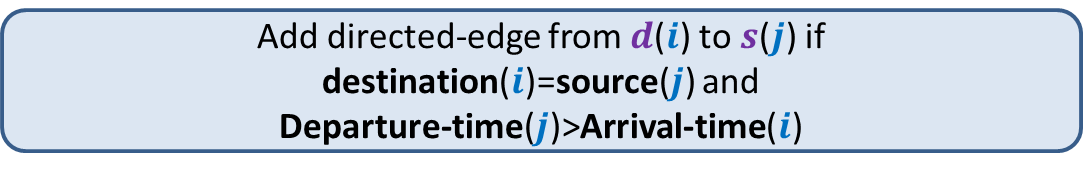 Add directed-edge from d(i) to s(j) if
destination(i)=source(j) and
Departure-time(j)>Arrival-time(i)